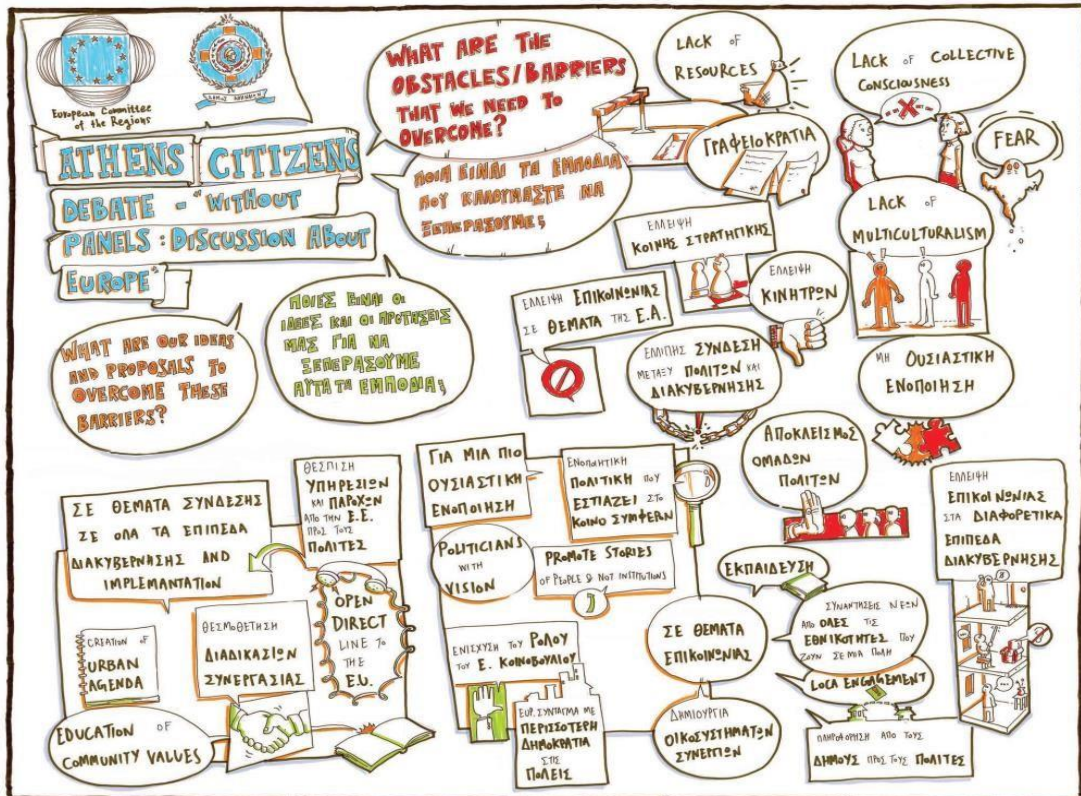 European Committee
of the Regions
ΔΗΜΟΣ ΑΘΗΝΑΙΩΝ
ATHENS CITIZENS
DEBATE - "WITHOUT
PANELS: DISCUSSION ABOUT
EUROPE"
WHAT ARE THE
OBSTACLES/BARRIERS
THAT WE NEED TO
OVERCOME?
ΠΟΙΑ ΕΙΝΑΙ ΤΑ ΕΜΠΟΔΙΑ
ΠΟΥ ΚΑΛΟΥΜΑΣΤΕ ΝΑ
ΞΕΠΕΡΑΣΟΥΜΕ;
LACK OF
RESOURCES
ΓΡΑΦΕΙΟΚΡΑΤΙΑ
LACK OF COLLECTIVE
CONSCIOUSNESS
FEAR
LACK OF
MULTICULTURALISM
ΕΛΛΕΙΨΗ
ΚΟΙΝΗΣ ΣΤΡΑΤΗΓΙΚΗΣ
ΕΛΛΕΙΨΗ
ΚΙΝΗΤΡΩΝ
ΕΛΛΕΙΨΗ ΕΠΙΚΟΙΝΩΝΙΑΣ
ΣΕ ΘΕΜΑΤΑ ΤΗΣ Ε.Α.
ΕΛΛΙΠΗΣ ΣΥΝΔΕΣΗ
ΜΕΤΑΞΥ ΠΟΛΙΤΩΝ ΚΑΙ
ΔΙΑΚΥΒΕΡΝΗΣΗΣ
ΜΗ ΟΥΣΙΑΣΤΙΚΗ
ΕΝΟΠΟΙΗΣΗ
ΑΠΟΚΛΕΙΣΜΟΣ
ΟΜΑΔΩΝ
ΠΟΛΙΤΩΝ
ΕΛΛΕΙΨΗ
ΕΠΙΚΟΙΝΩΝΙΑΣ
ΣΤΑ ΔΙΑΦΟΡΕΤΙΚΑ
ΕΠΙΠΕΔΑ
ΔΙΑΚΥΒΕΡΝΗΣΗΣ
WHAT ARE OUR IDEAS
AND PROPOSALS TO
OVERCOME THESE
BARRIERS?
ΠΟΙΕΣ ΕΙΝΑΙ ΟΙ
ΙΔΕΕΣ ΚΑΙ ΟΙ ΠΡΟΤΑΣΕΙΣ
ΜΑΣ ΓΙΑ ΝΑ
ΞΕΠΕΡΑΣΟΥΜΕ
ΑΥΤΑ ΤΑ ΕΜΠΟΔΙΑ;
ΣΕ ΘΕΜΑΤΑ ΣΥΝΔΕΣΗΣ
ΣΕ ΟΛΑ ΤΑ ΕΠΙΠΕΔΑ
ΔΙΑΚΥΒΕΡΝΗΣΗΣ AND
IMPLEMANTATION
ΘΕΣΠΙΣΗ
ΥΠΗΡΕΣΙΩΝ
ΚΑΙ ΠΑΡΟΧΩΝ
ΑΠΟ ΤΗΝ Ε.Ε.
ΠΡΟΣ ΤΟΥΣ
ΠΟΛΙΤΕΣ
OPEN
DIRECT
LINE TO
THE
E.U.
CREATION OF
URBAN
AGENDA
ΘΕΣΜΟΘΕΤΗΣΗ
ΔΙΑΔΙΚΑΣΙΩΝ
ΣΥΝΕΡΓΑΣΙΑΣ
EDUCATION OF
COMMUNITY VALUES
ΓΙΑ ΜΙΑ ΠΙΟ
ΟΥΣΙΑΣΤΙΚΗ
ΕΝΟΠΟΙΗΣΗ
ΕΝΟΠΟΙΗΤΙΚΗ
ΠΟΛΙΤΙΚΗ ΠΟΥ
ΕΣΤΙΑΖΕΙ ΣΤΟ
ΚΟΙΝΟ ΣΥΜΦΕΡΟΝ
POLITICIANS
WITH
VISION
PROMOTE STORIES
OF PEOPLE & NOT INSTITUTIONS
ΕΝΙΣΧΥΣΗ ΤΟΥ ΡΟΛΟΥ
ΤΟΥ Ε. ΚΟΙΝΟΒΟΥΛΙΟΥ
ΕΥΡ. ΣΥΝΤΑΓΜΑ ΜΕ
ΠΕΡΙΣΣΟΤΕΡΗ
ΔΗΜΟΚΡΑΤΙΑ
ΣΤΙΣ
ΠΟΛΕΙΣ
ΣΕ ΘΕΜΑΤΑ
ΕΠΙΚΟΙΝΩΝΙΑΣ
ΕΚΠΑΙΔΕΥΣΗ
ΣΥΝΑΝΤΗΣΕΙΣ ΝΕΩΝ
ΑΠΟ ΟΛΕΣ ΤΙΣ
ΕΘΝΙΚΟΤΗΤΕΣ ΠΟΥ
ΖΟΥΝ ΣΕ ΜΙΑ ΠΟΛΗ
LOCA ENGAGEMENT
ΔΗΜΙΟΥΡΓΙΑ
ΟΙΚΟΣΥΣΤΗΜΑΤΩΝ
ΣΥΝΕΡΓΙΩΝ
ΠΛΗΡΟΦΟΡΗΣΗ ΑΠΟ ΤΟΥΣ
ΔΗΜΟΥΣ ΠΡΟΣ ΤΟΥΣ ΠΟΛΙΤΕΣ